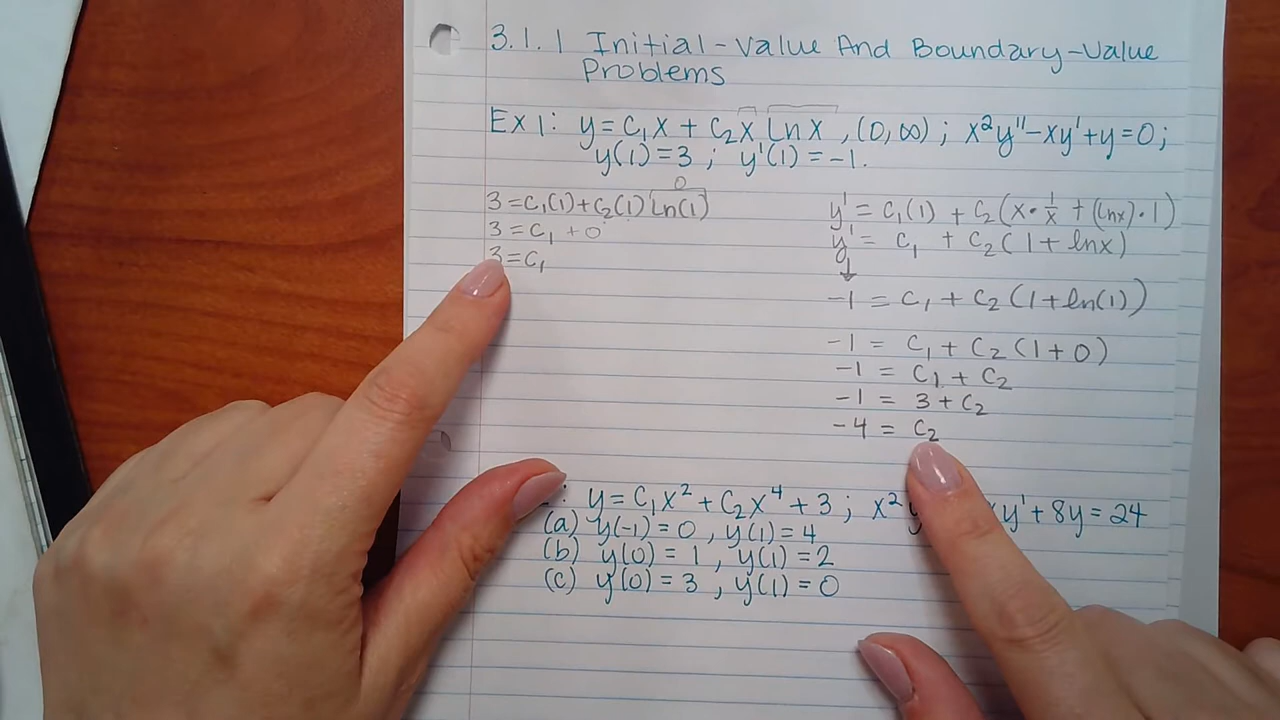 3.1.1 Initial-Value And Boundary-Value
Problems
Ex 1: y = c₁x + c₂x ln x , (0,∞) ; x²y'' - xy' + y = 0 ;
y(1) = 3 ; y'(1) = -1.
0
3 = c₁(1) + c₂(1) ln(1)
3 = c₁ + 0
3 = c₁
y' = c₁(1) + c₂(x · 1/x + (ln x) · 1)
y' = c₁ + c₂(1 + ln x)
↓
-1 = c₁ + c₂(1 + ln(1))
-1 = c₁ + c₂(1 + 0)
-1 = c₁ + c₂
-1 = 3 + c₂
-4 = c₂
: y = c₁x² + c₂x⁴ + 3 ; x² y' + 8y = 24
(a) y(-1) = 0 , y(1) = 4
(b) y(0) = 1 , y(1) = 2
(c) y(0) = 3 , y(1) = 0